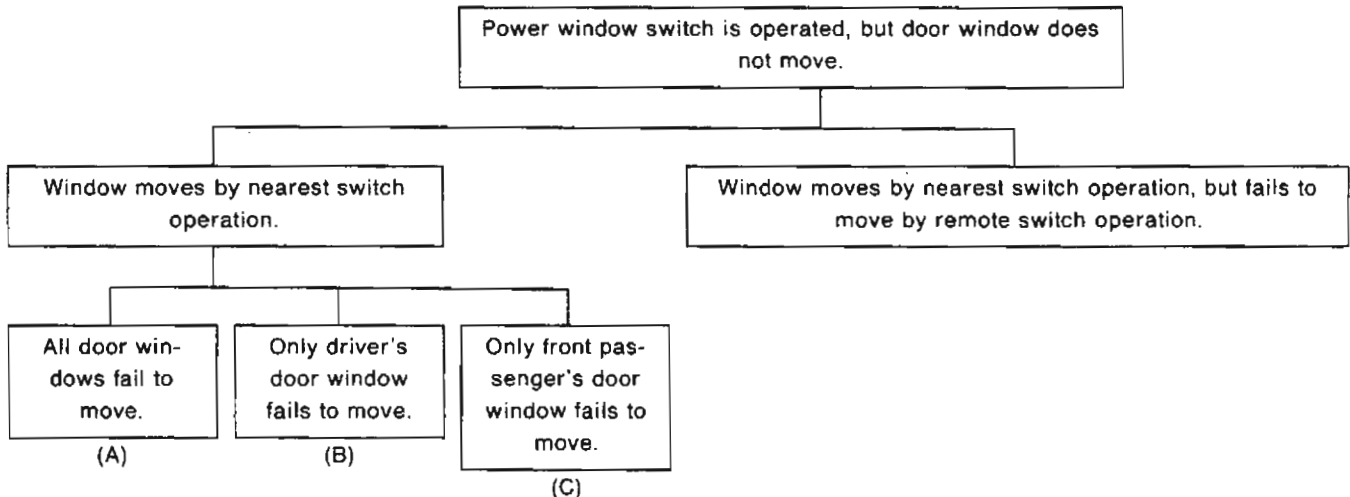 Power window switch is operated, but door window does
not move.
Window moves by nearest switch
operation.
Window moves by nearest switch operation, but fails to
move by remote switch operation.
All door win-
dows fail to
move.
(A)
Only driver's
door window
fails to move.
(B)
Only front pas-
senger's door
window fails to
move.
(C)